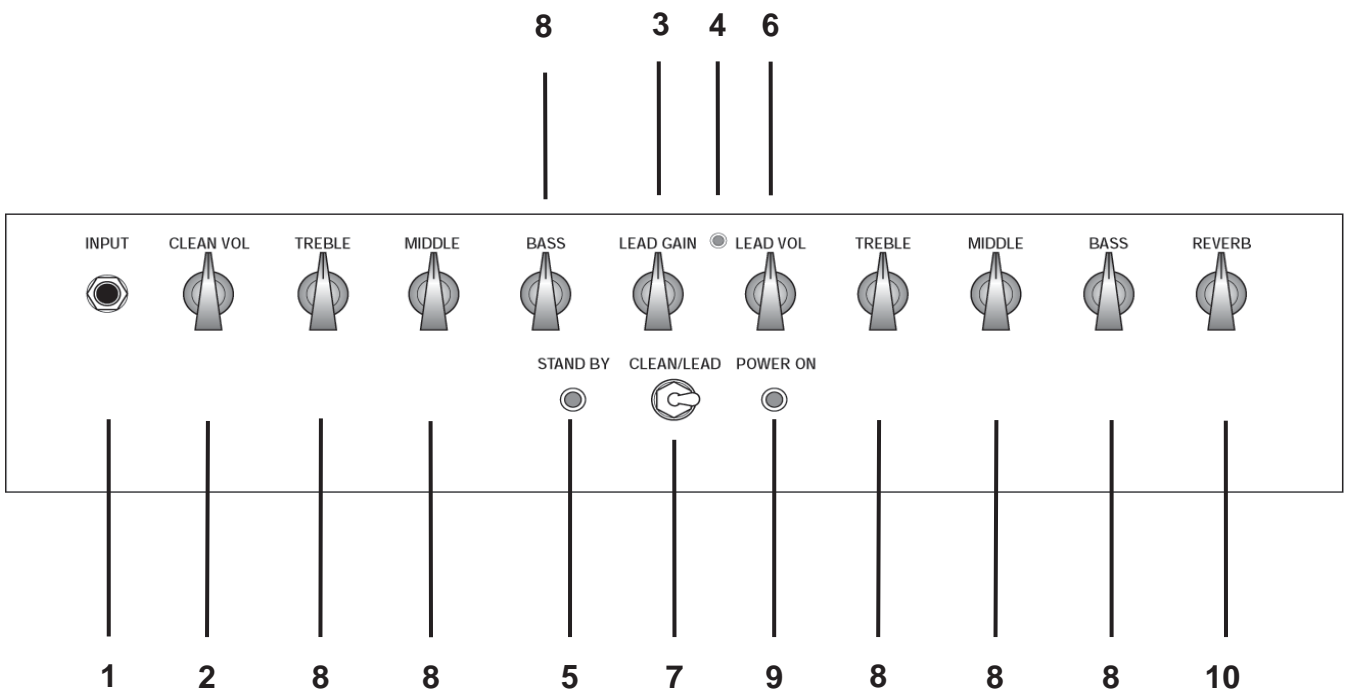 8 3 4 6
INPUT CLEAN VOL TREBLE MIDDLE BASS LEAD GAIN LEAD VOL TREBLE MIDDLE BASS REVERB
STAND BY CLEAN/LEAD POWER ON
1 2 8 8 5 7 9 8 8 8 10